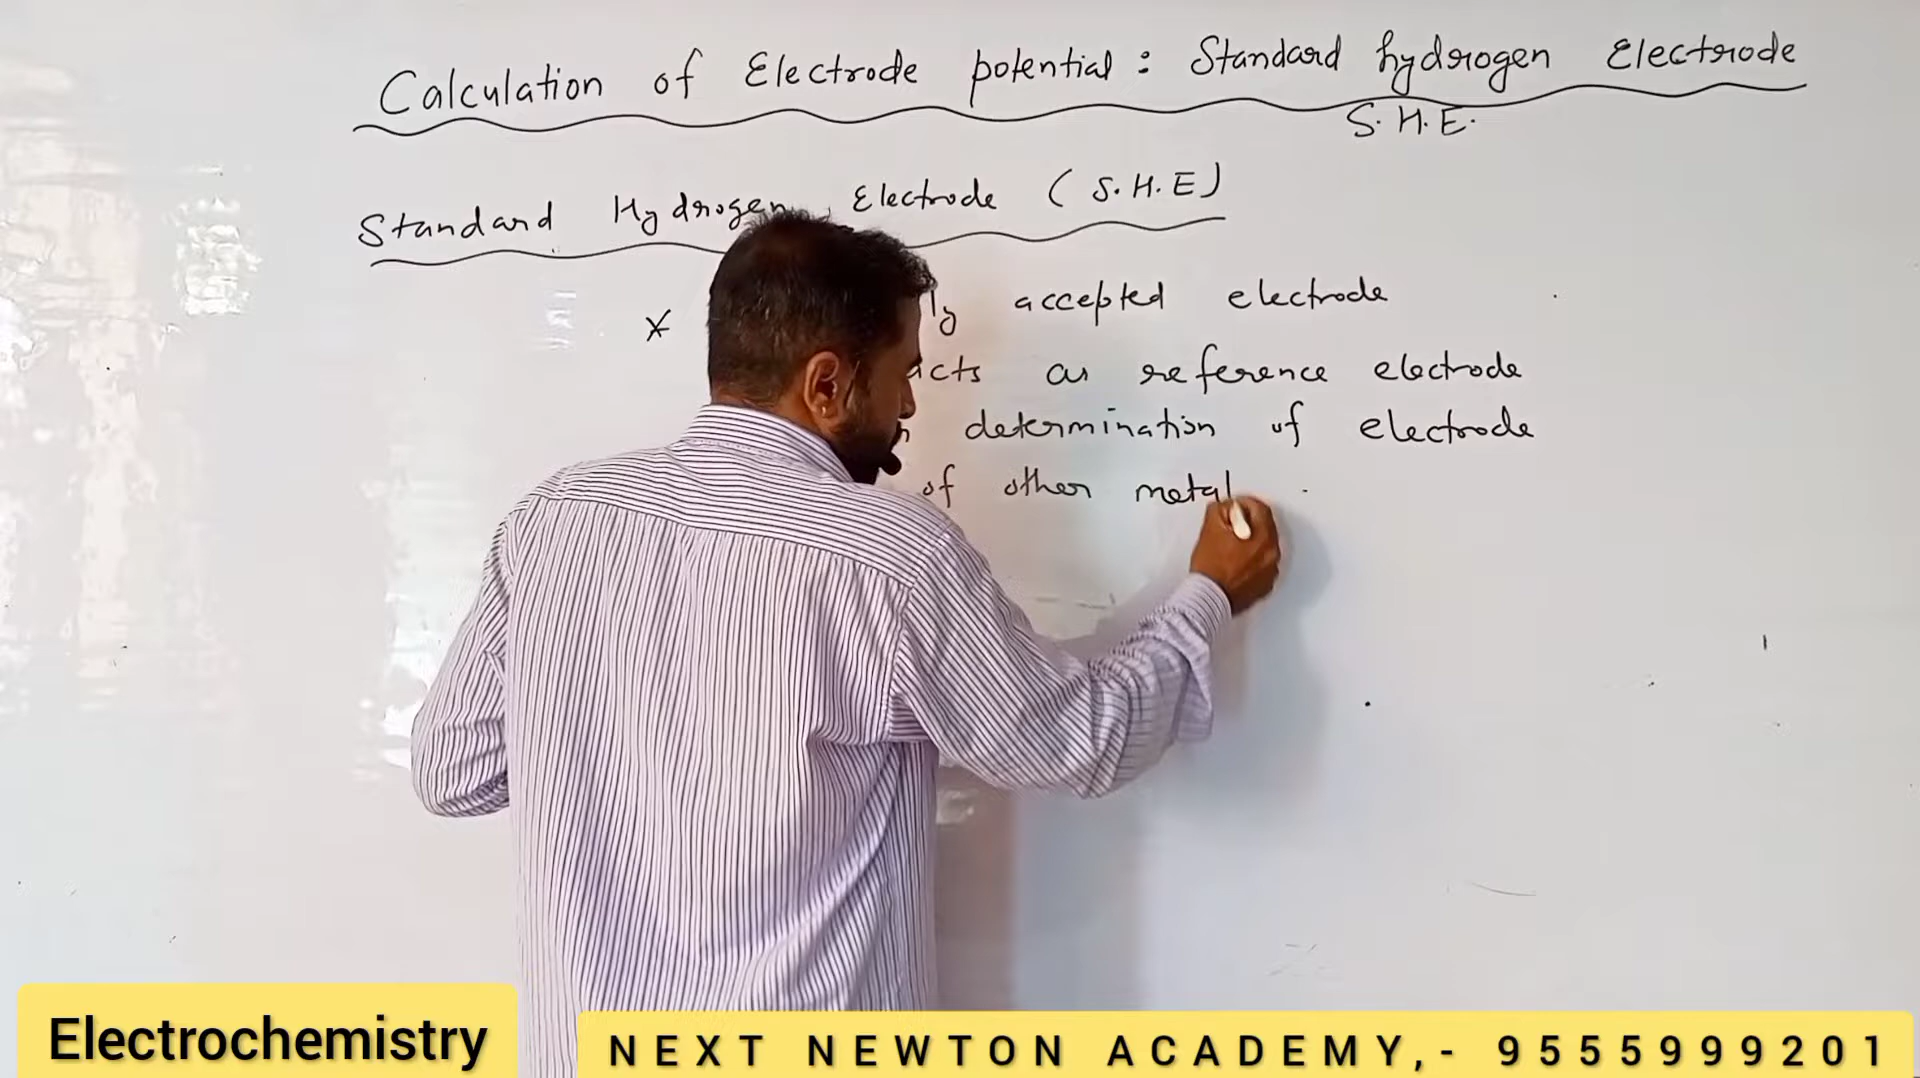 Calculation of Electrode potential : Standard hydrogen Electrode
S. H. E.
Standard Hydrogen Electrode ( S. H. E )
* accepted electrode
acts as reference electrode
determination of electrode
of other metal
Electrochemistry
NEXT NEWTON ACADEMY,- 9555999201